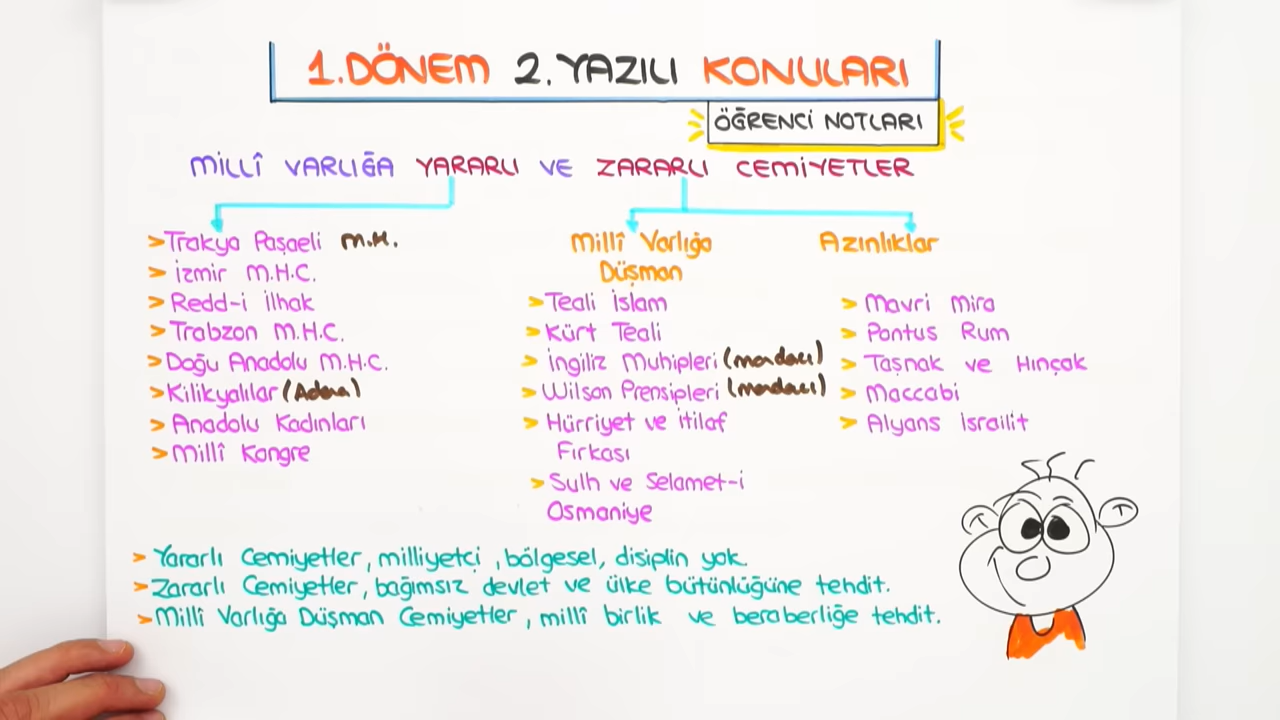 1.DÖNEM 2.YAZILI KONULARI
ÖĞRENCİ NOTLARI
MİLLÎ VARLIĞA YARARLI VE ZARARLI CEMİYETLER
>Trakya Paşaeli M.H.
> İzmir M.H.C.
> Redd-i İlhak
>Trabzon M.H.C.
>Doğu Anadolu M.H.C.
>Kilikyalılar (Adana)
> Anadolu Kadınları
>Millî Kongre
Millî Varlığa
Düşman
>Teali İslam
>Kürt Teali
>İngiliz Muhipleri (mandacı)
>Wilson Prensipleri (mandacı)
>Hürriyet ve İtilaf
Fırkası
>Sulh ve Selamet-i
Osmaniye
Azınlıklar
> Mavri Mira
> Pontus Rum
> Taşnak ve Hınçak
> Maccabi
> Alyans İsrailit
> Yararlı Cemiyetler, milliyetçi, bölgesel, disiplin yok.
>Zararlı Cemiyetler, bağımsız devlet ve ülke bütünlüğüne tehdit.
>Millî Varlığa Düşman Cemiyetler, millî birlik ve beraberliğe tehdit.